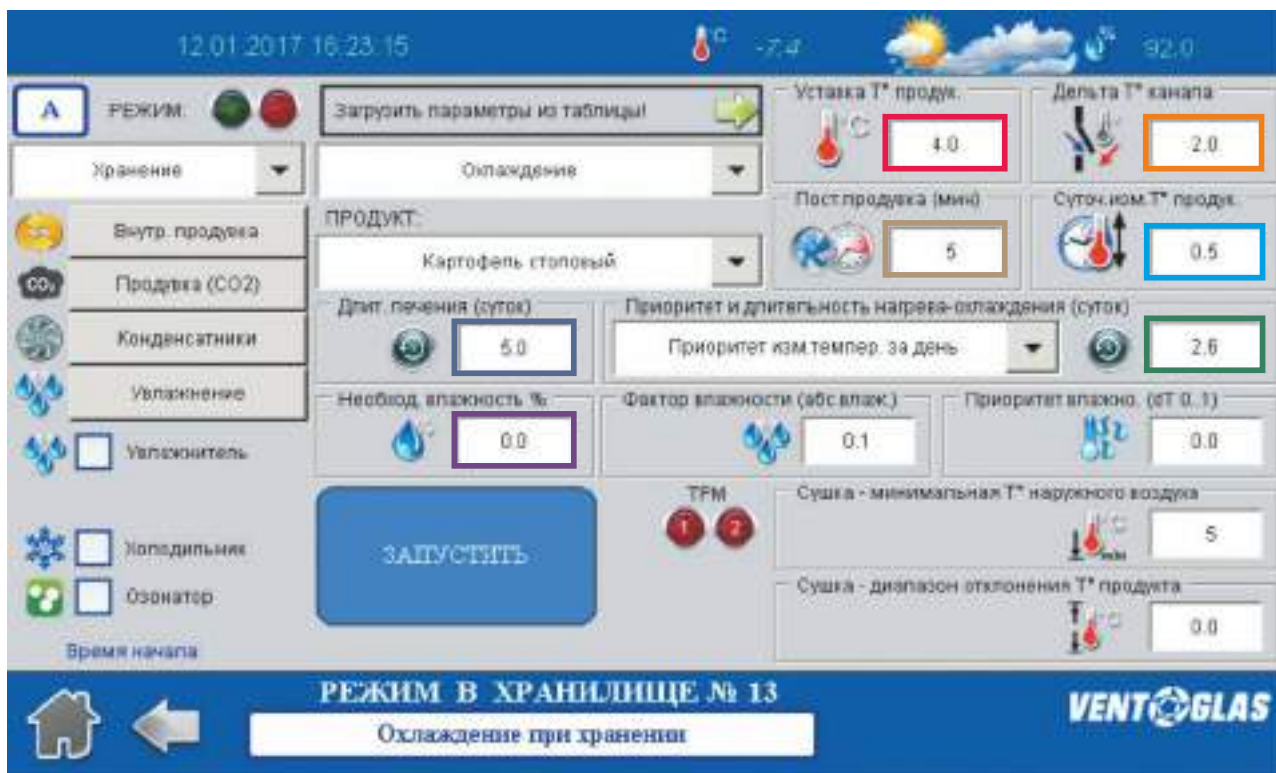 12.01.2017 16:23:15
°C -7,4
% 92.0
A РЕЖИМ:
Загрузить параметры из таблицы!
Уставка Т° продук.
°C 4.0
Дельта Т° канала
2.0
Хранение
Охлаждение
Пост.продувка (мин)
5
Суточ.изм.Т° продук.
0.5
Внутр. продувка
CO₂ Продувка (CO2)
Конденсатники
Увлажнение
ПРОДУКТ:
Картофель столовый
Длит. лечения (суток)
5.0
Приоритет и длительность нагрева-охлаждения (суток)
Приоритет изм.темпер. за день
2.6
Необход. влажность %
0.0
Фактор влажности (абс.влаж.)
0.1
Приоритет влажно. (dT 0..1)
0.0
Увлажнитель
Холодильник
Озонатор
Время начала
ЗАПУСТИТЬ
ТРМ
1 2
Сушка - минимальная Т° наружного воздуха
°C min 5
Сушка - диапазон отклонения Т° продукта
°C 0.0
РЕЖИМ В ХРАНИЛИЩЕ № 13
Охлаждение при хранении
VENTOGLAS